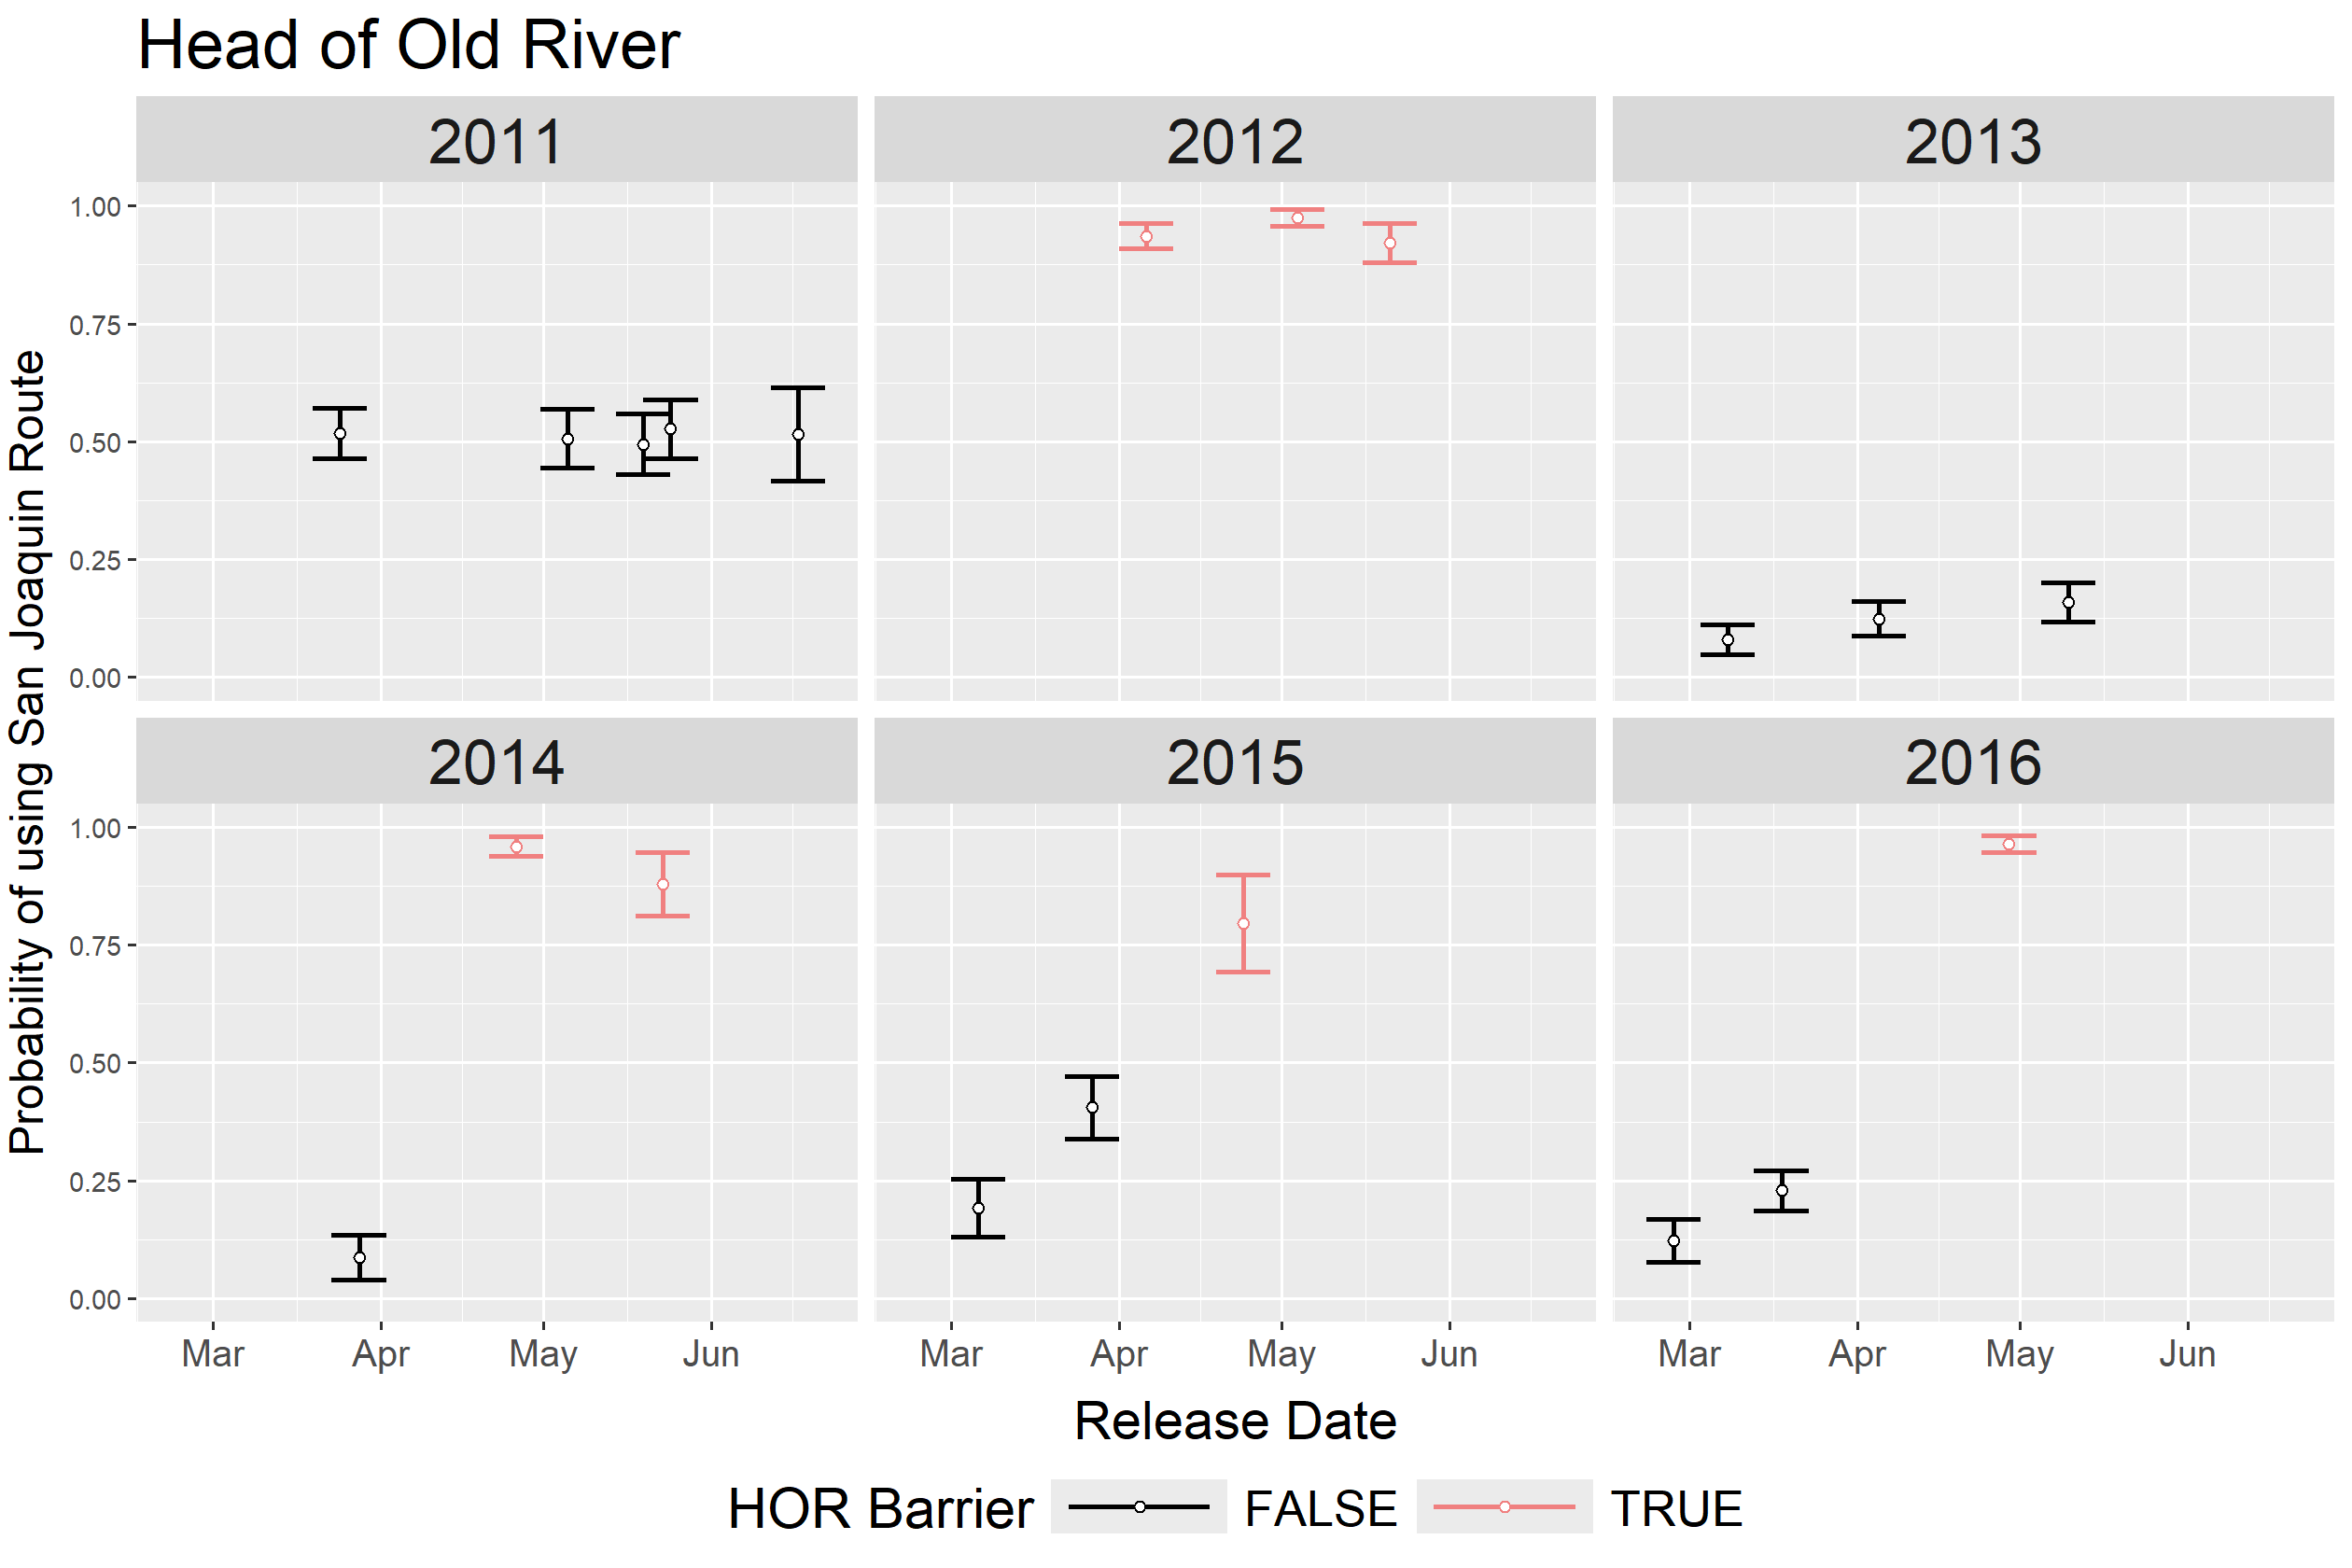 Head of Old River
2011 2012 2013
Probability of using San Joaquin Route
1.00
0.75
0.50
0.25
0.00
2014 2015 2016
1.00
0.75
0.50
0.25
0.00
Mar Apr May Jun Mar Apr May Jun Mar Apr May Jun
Release Date
HOR Barrier FALSE TRUE